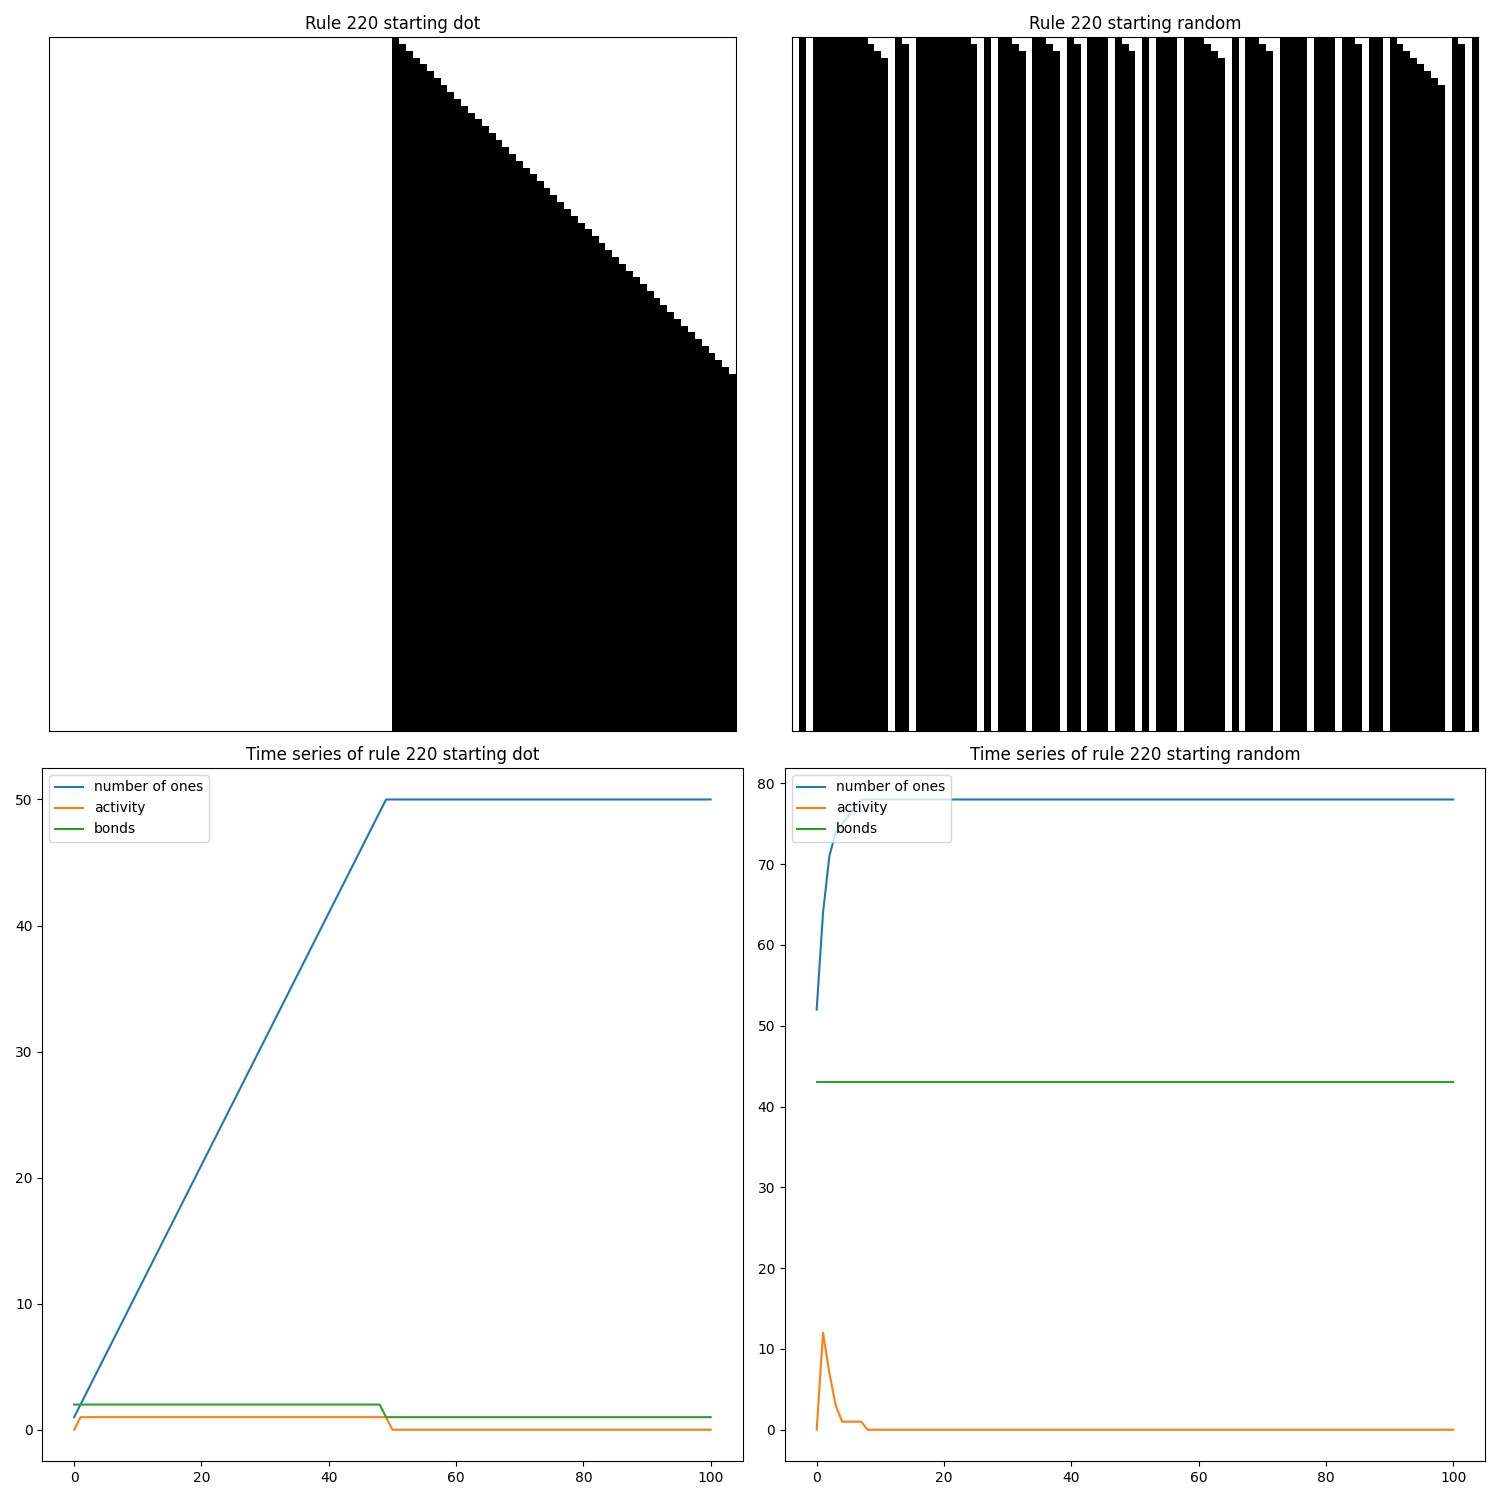 Rule 220 starting dot
Rule 220 starting random
Time series of rule 220 starting dot
number of ones
activity
bonds
50
40
30
20
10
0
0 20 40 60 80 100
Time series of rule 220 starting random
number of ones
activity
bonds
80
70
60
50
40
30
20
10
0
0 20 40 60 80 100